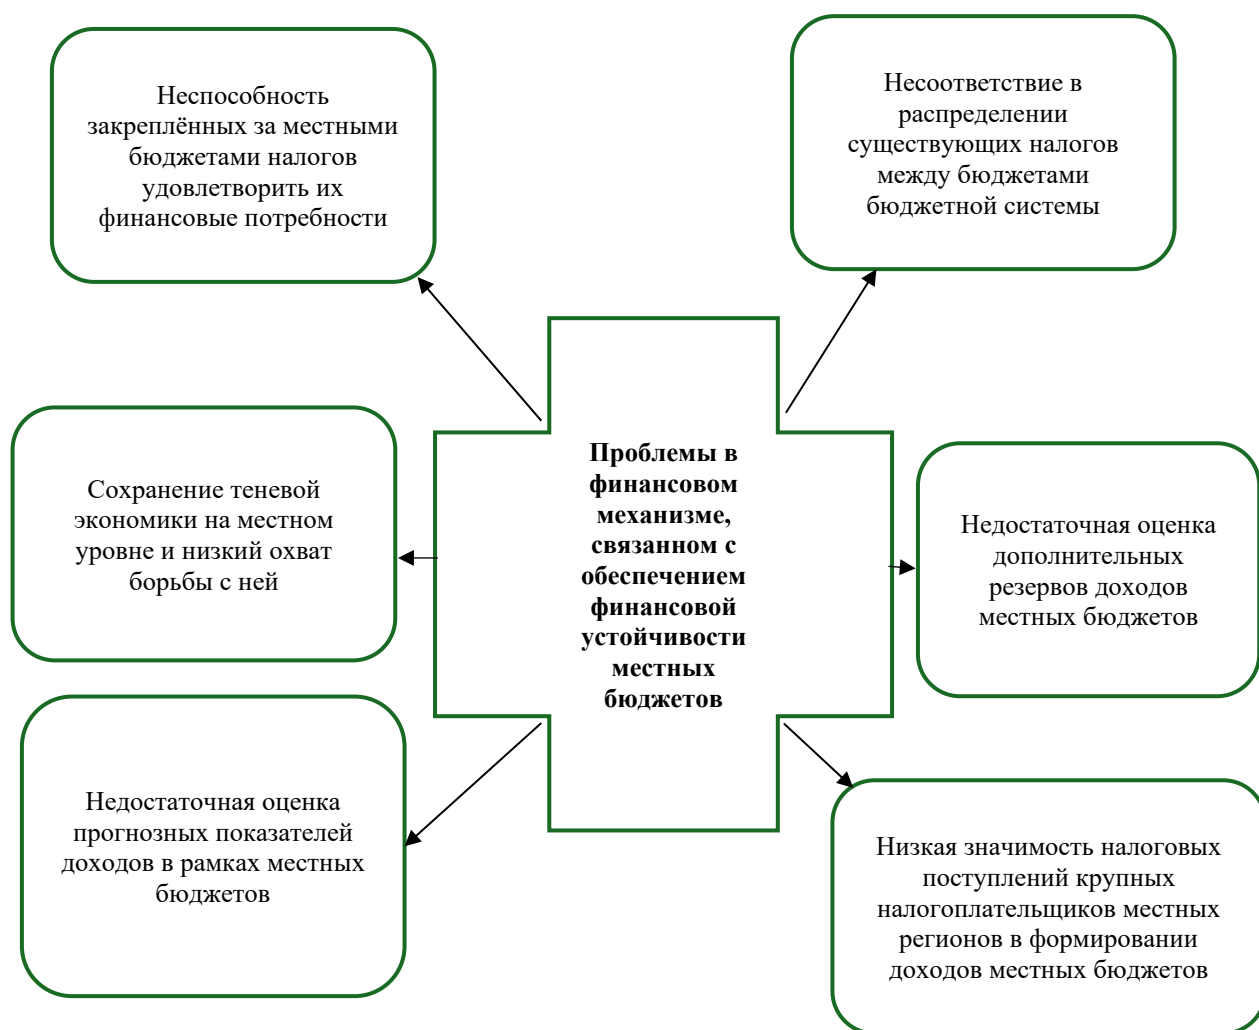 Неспособность
закреплённых за местными
бюджетами налогов
удовлетворить их
финансовые потребности
Несоответствие в
распределении
существующих налогов
между бюджетами
бюджетной системы
Сохранение теневой
экономики на местном
уровне и низкий охват
борьбы с ней
Проблемы в
финансовом
механизме,
связанном с
обеспечением
финансовой
устойчивости
местных
бюджетов
Недостаточная оценка
дополнительных
резервов доходов
местных бюджетов
Недостаточная оценка
прогнозных показателей
доходов в рамках местных
бюджетов
Низкая значимость налоговых
поступлений крупных
налогоплательщиков местных
регионов в формировании
доходов местных бюджетов